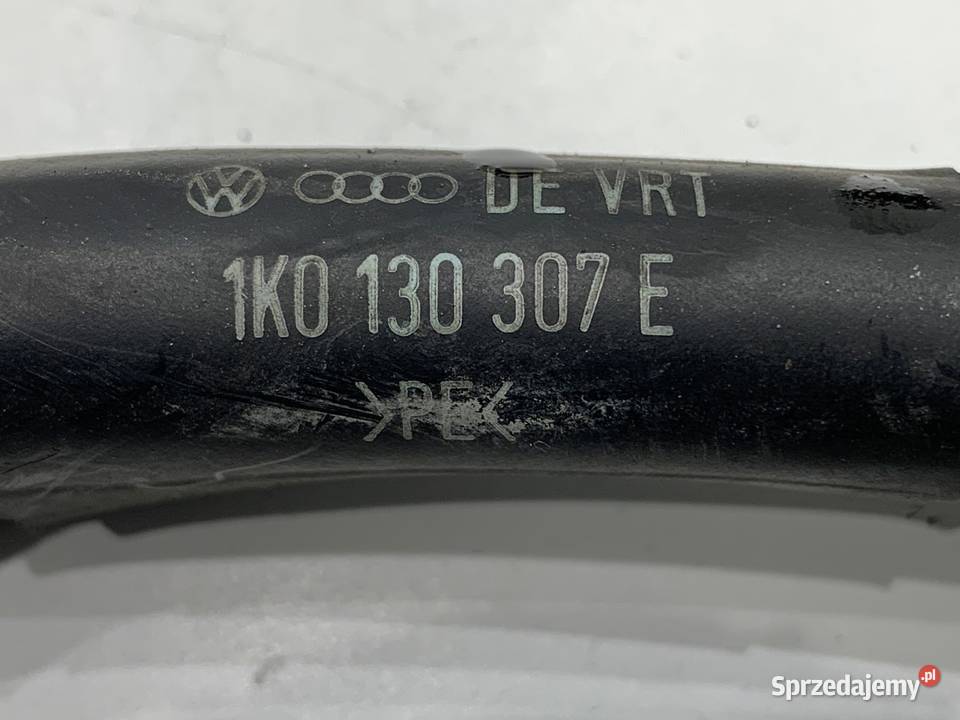 DE VRT
1K0 130 307 E
>PE<
Sprzedajemy.pl